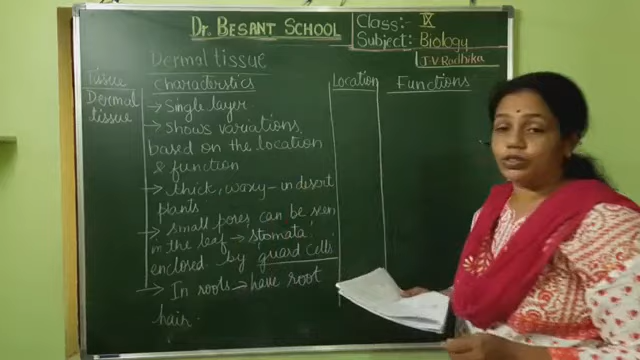 Dr. BESANT SCHOOL
Class:- IX
Subject: Biology
J.V Radhika
Dermal tissue
Tissue
characterstics
Location
Functions
Dermal
tissue
→ Single layer
→ Shows variations
based on the location
& function
→ thick, waxy - in desert
plants
→ small pores can be seen
in the leaf → stomata,
enclosed by guard cells
→ In roots → have root
hair.